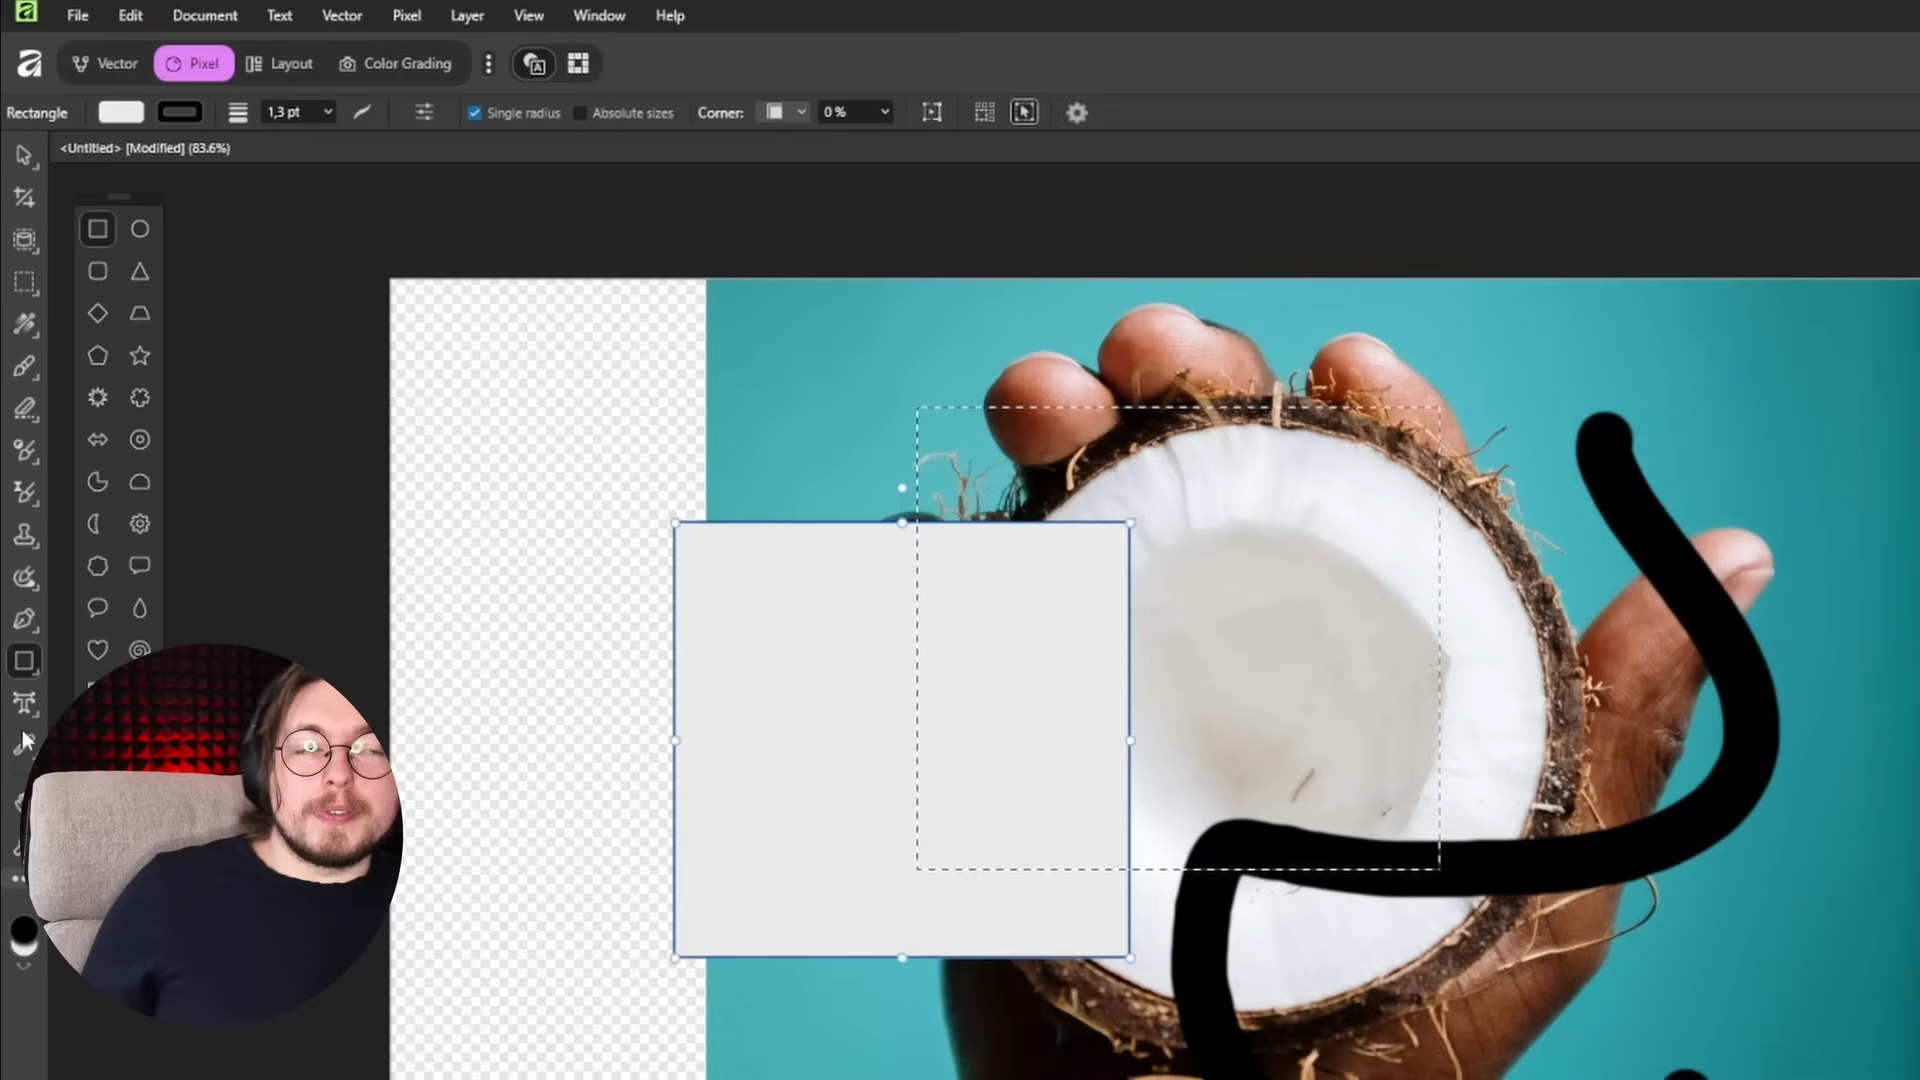 File Edit Document Text Vector Pixel Layer View Window Help
Vector Pixel Layout Color Grading
Rectangle 1,3 pt Single radius Absolute sizes Corner: 0 %
<Untitled> [Modified] (83.6%)